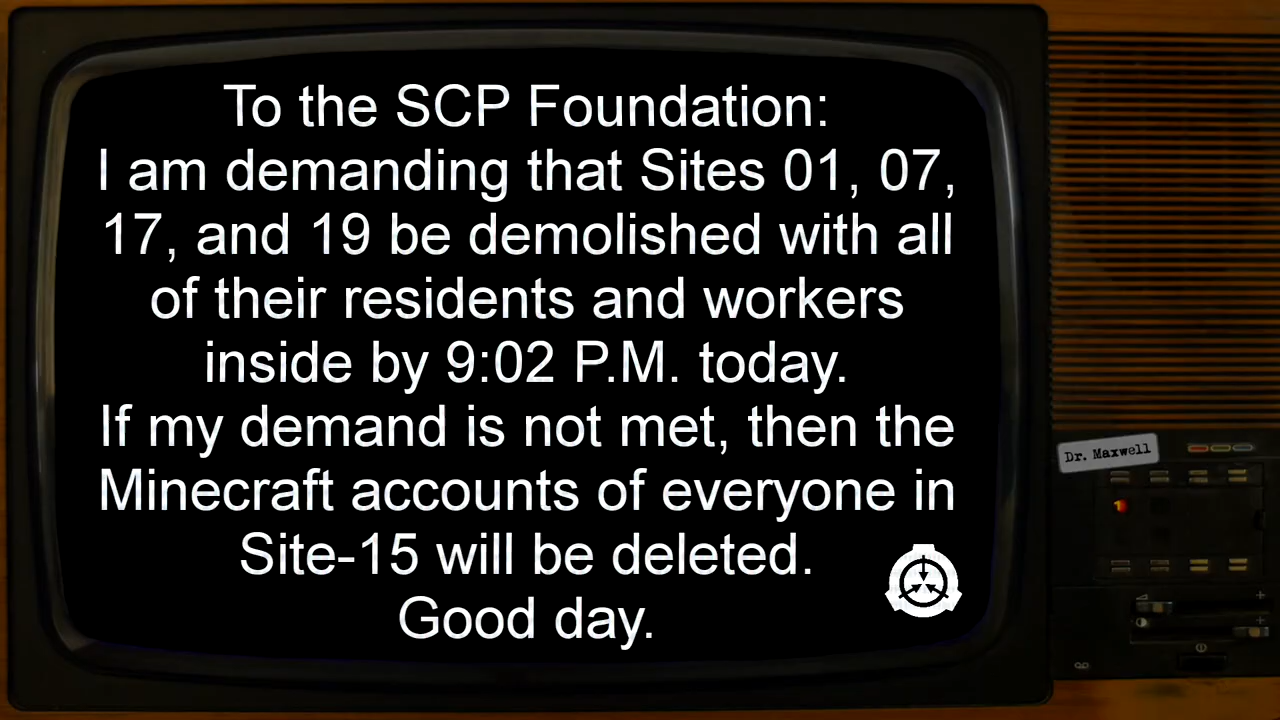 To the SCP Foundation:
I am demanding that Sites 01, 07,
17, and 19 be demolished with all
of their residents and workers
inside by 9:02 P.M. today.
If my demand is not met, then the
Minecraft accounts of everyone in
Site-15 will be deleted.
Good day.
Dr. Maxwell